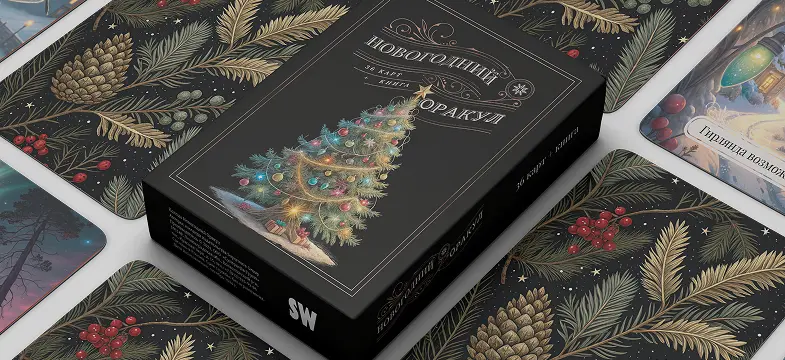 НОВОГОДНИЙ
36 КАРТ
+ КНИГА
ОРАКУЛ
36 карт + книга
НОВОГОДНИЙ
ОРАКУЛ
SW
Гирлянда возмож